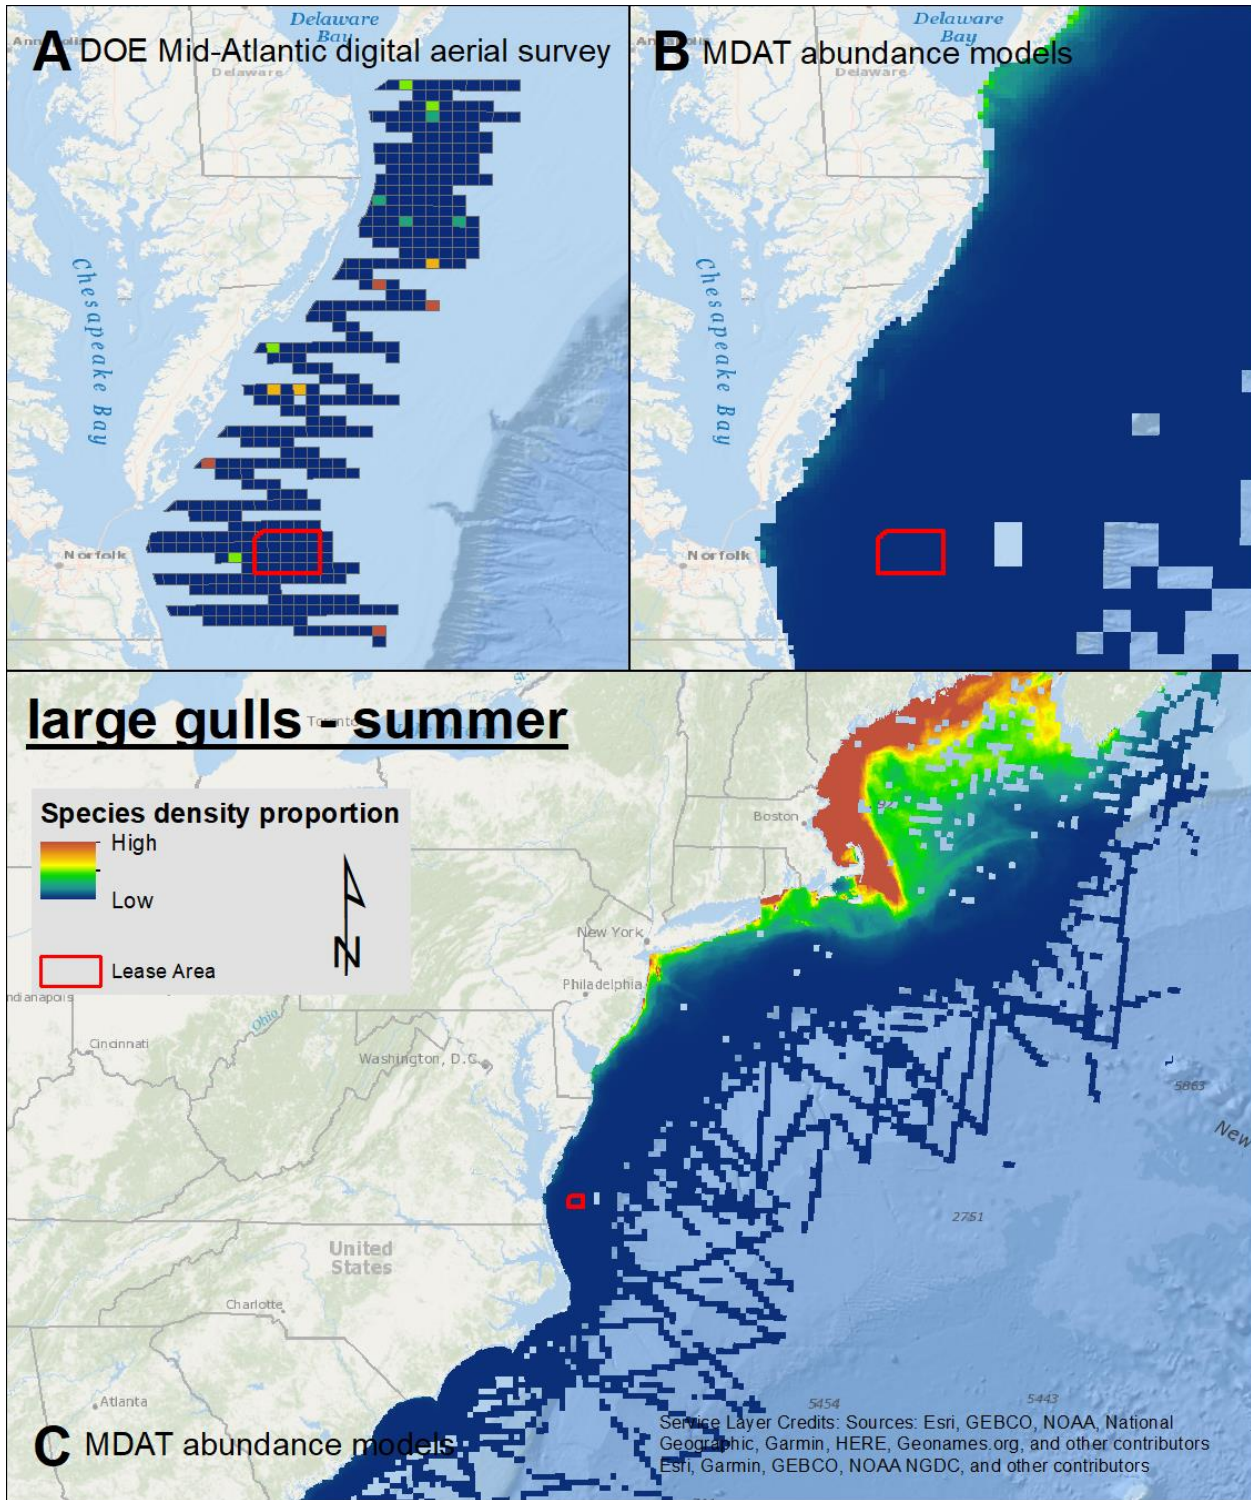 Delaware
Bay
A DOE Mid-Atlantic digital aerial survey
Delaware
Chesapeake Bay
Norfolk
Delaware
Bay
B MDAT abundance models
Delaware
Chesapeake Bay
Norfolk
large gulls - summer
Toronto
Species density proportion
High
Low
N
Lease Area
Boston
New York
Philadelphia
ndianapolis
Ohio
Cincinnati
Washington, D.C.
5863
New
2751
United
States
Charlotte
Atlanta
5454
5443
C MDAT abundance models
Service Layer Credits: Sources: Esri, GEBCO, NOAA, National
Geographic, Garmin, HERE, Geonames.org, and other contributors
Esri, Garmin, GEBCO, NOAA NGDC, and other contributors